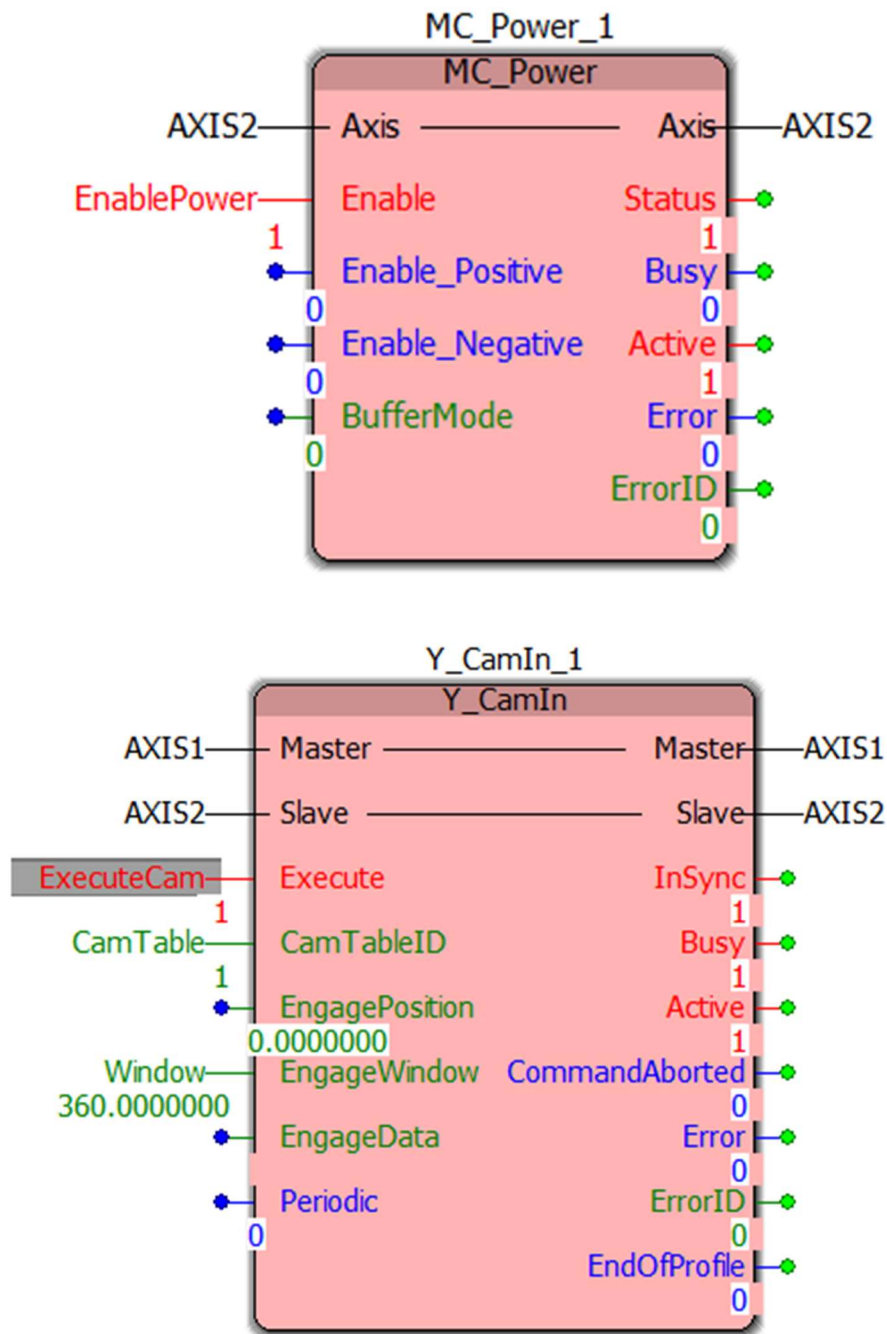 MC_Power_1
MC_Power
AXIS2 Axis Axis AXIS2
EnablePower Enable Status
1 1
Enable_Positive Busy
0 0
Enable_Negative Active
0 1
BufferMode Error
0 0
ErrorID
0
Y_CamIn_1
Y_CamIn
AXIS1 Master Master AXIS1
AXIS2 Slave Slave AXIS2
ExecuteCam Execute InSync
1 1
CamTable CamTableID Busy
1 1
EngagePosition Active
0.0000000 1
Window EngageWindow CommandAborted
360.0000000 0
EngageData Error
0
Periodic ErrorID
0 0
EndOfProfile
0